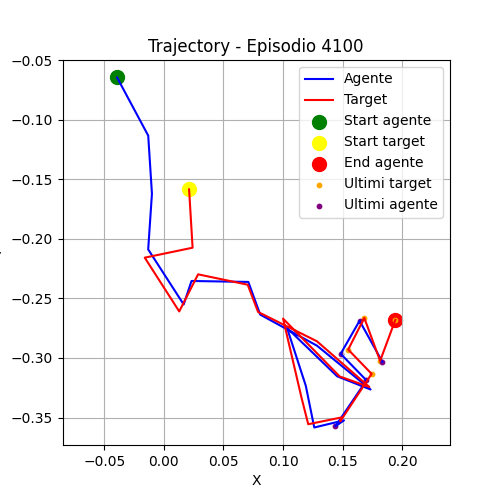 Trajectory - Episodio 4100
Agente
Target
Start agente
Start target
End agente
Ultimi target
Ultimi agente
−0.05
−0.10
−0.15
−0.20
−0.25
−0.30
−0.35
−0.05
0.00
0.05
0.10
0.15
0.20
X